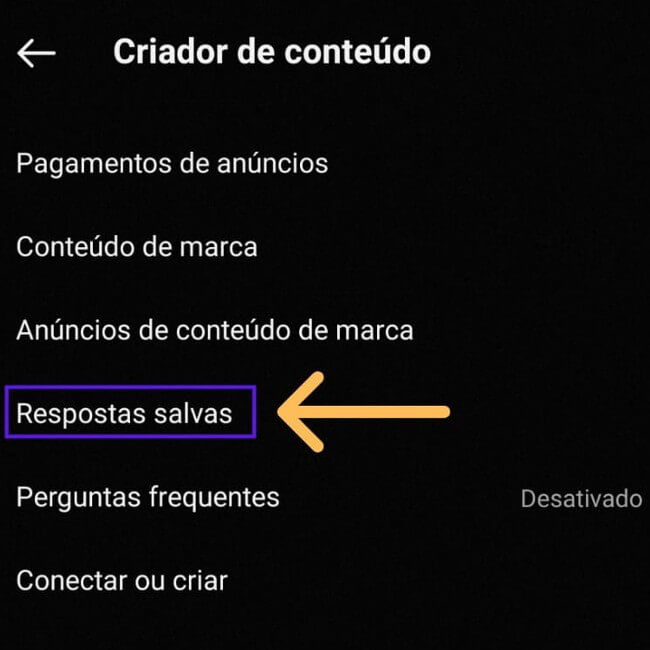 Criador de conteúdo
Pagamentos de anúncios
Conteúdo de marca
Anúncios de conteúdo de marca
Respostas salvas
Perguntas frequentes Desativado
Conectar ou criar